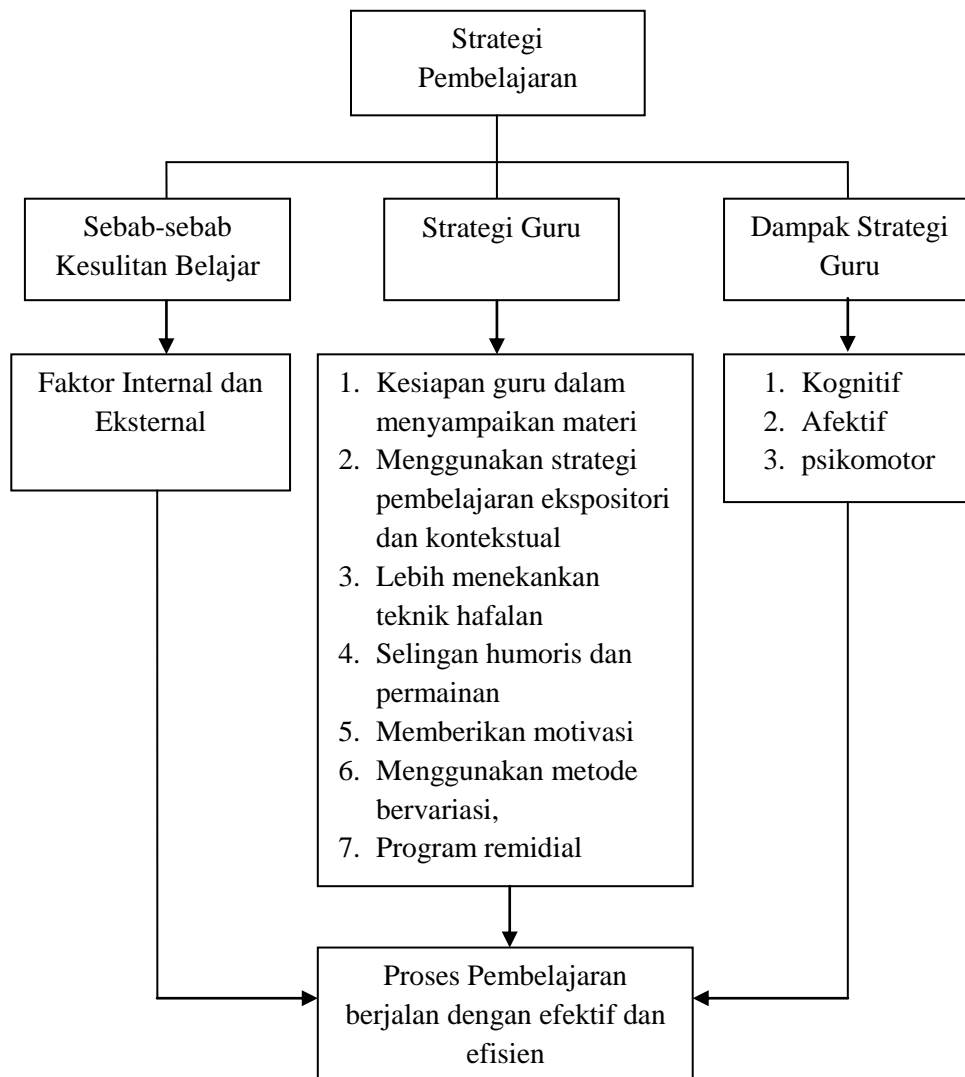 Strategi
Pembelajaran
Sebab-sebab
Kesulitan Belajar
Strategi Guru
Dampak Strategi
Guru
Faktor Internal dan
Eksternal
1. Kesiapan guru dalam
menyampaikan materi
2. Menggunakan strategi
pembelajaran ekspositori
dan kontekstual
3. Lebih menekankan
teknik hafalan
4. Selingan humoris dan
permainan
5. Memberikan motivasi
6. Menggunakan metode
bervariasi,
7. Program remidial
1. Kognitif
2. Afektif
3. psikomotor
Proses Pembelajaran
berjalan dengan efektif dan
efisien